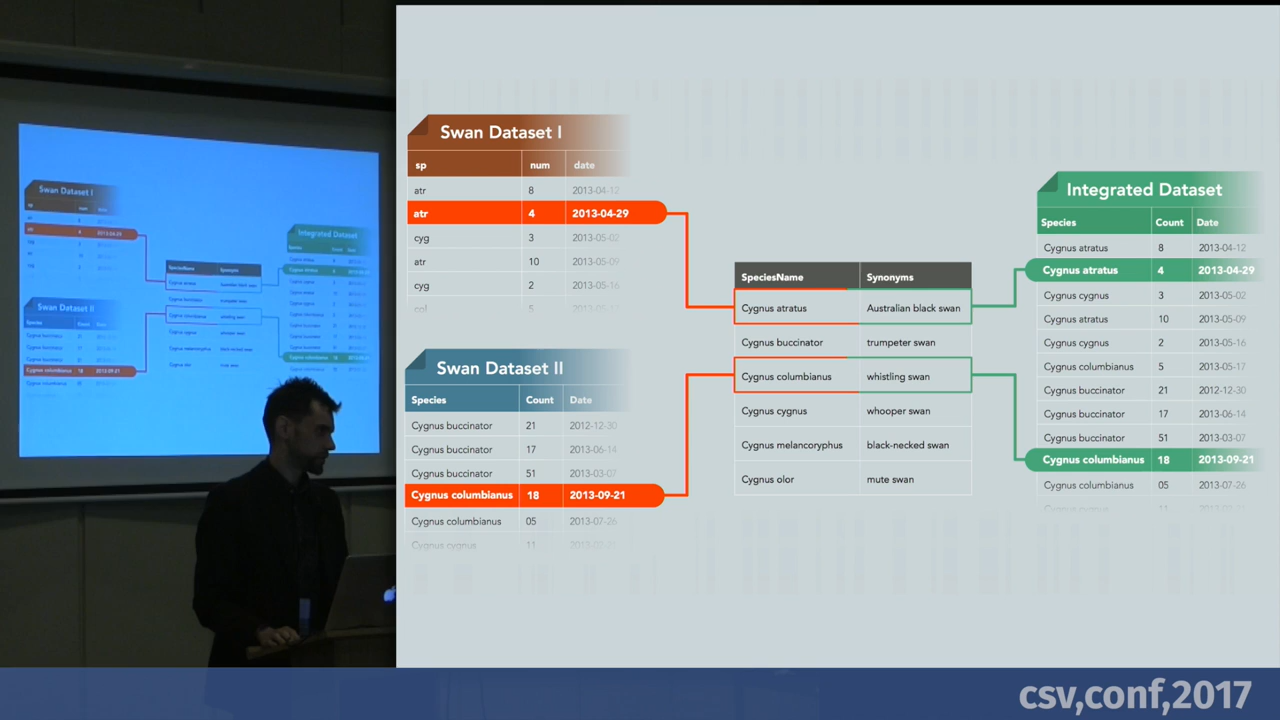 Swan Dataset I
sp num date
atr 8 2013-04-12
atr 4 2013-04-29
cyg 3 2013-05-02
atr 10 2013-05-09
cyg 2 2013-05-16
col 5
Swan Dataset II
Species Count Date
Cygnus buccinator 21 2012-12-30
Cygnus buccinator 17 2013-06-14
Cygnus buccinator 51 2013-03-07
Cygnus columbianus 18 2013-09-21
Cygnus columbianus 05 2013-07-26
Cygnus cygnus 11
SpeciesName Synonyms
Cygnus atratus Australian black swan
Cygnus buccinator trumpeter swan
Cygnus columbianus whistling swan
Cygnus cygnus whooper swan
Cygnus melancoryphus black-necked swan
Cygnus olor mute swan
Integrated Dataset
Species Count Date
Cygnus atratus 8 2013-04-12
Cygnus atratus 4 2013-04-29
Cygnus cygnus 3 2013-05-02
Cygnus atratus 10 2013-05-09
Cygnus cygnus 2 2013-05-16
Cygnus columbianus 5 2013-05-17
Cygnus buccinator 21 2012-12-30
Cygnus buccinator 17 2013-06-14
Cygnus buccinator 51 2013-03-07
Cygnus columbianus 18 2013-09-21
Cygnus columbianus 05 2013-07-26
csv,conf,2017